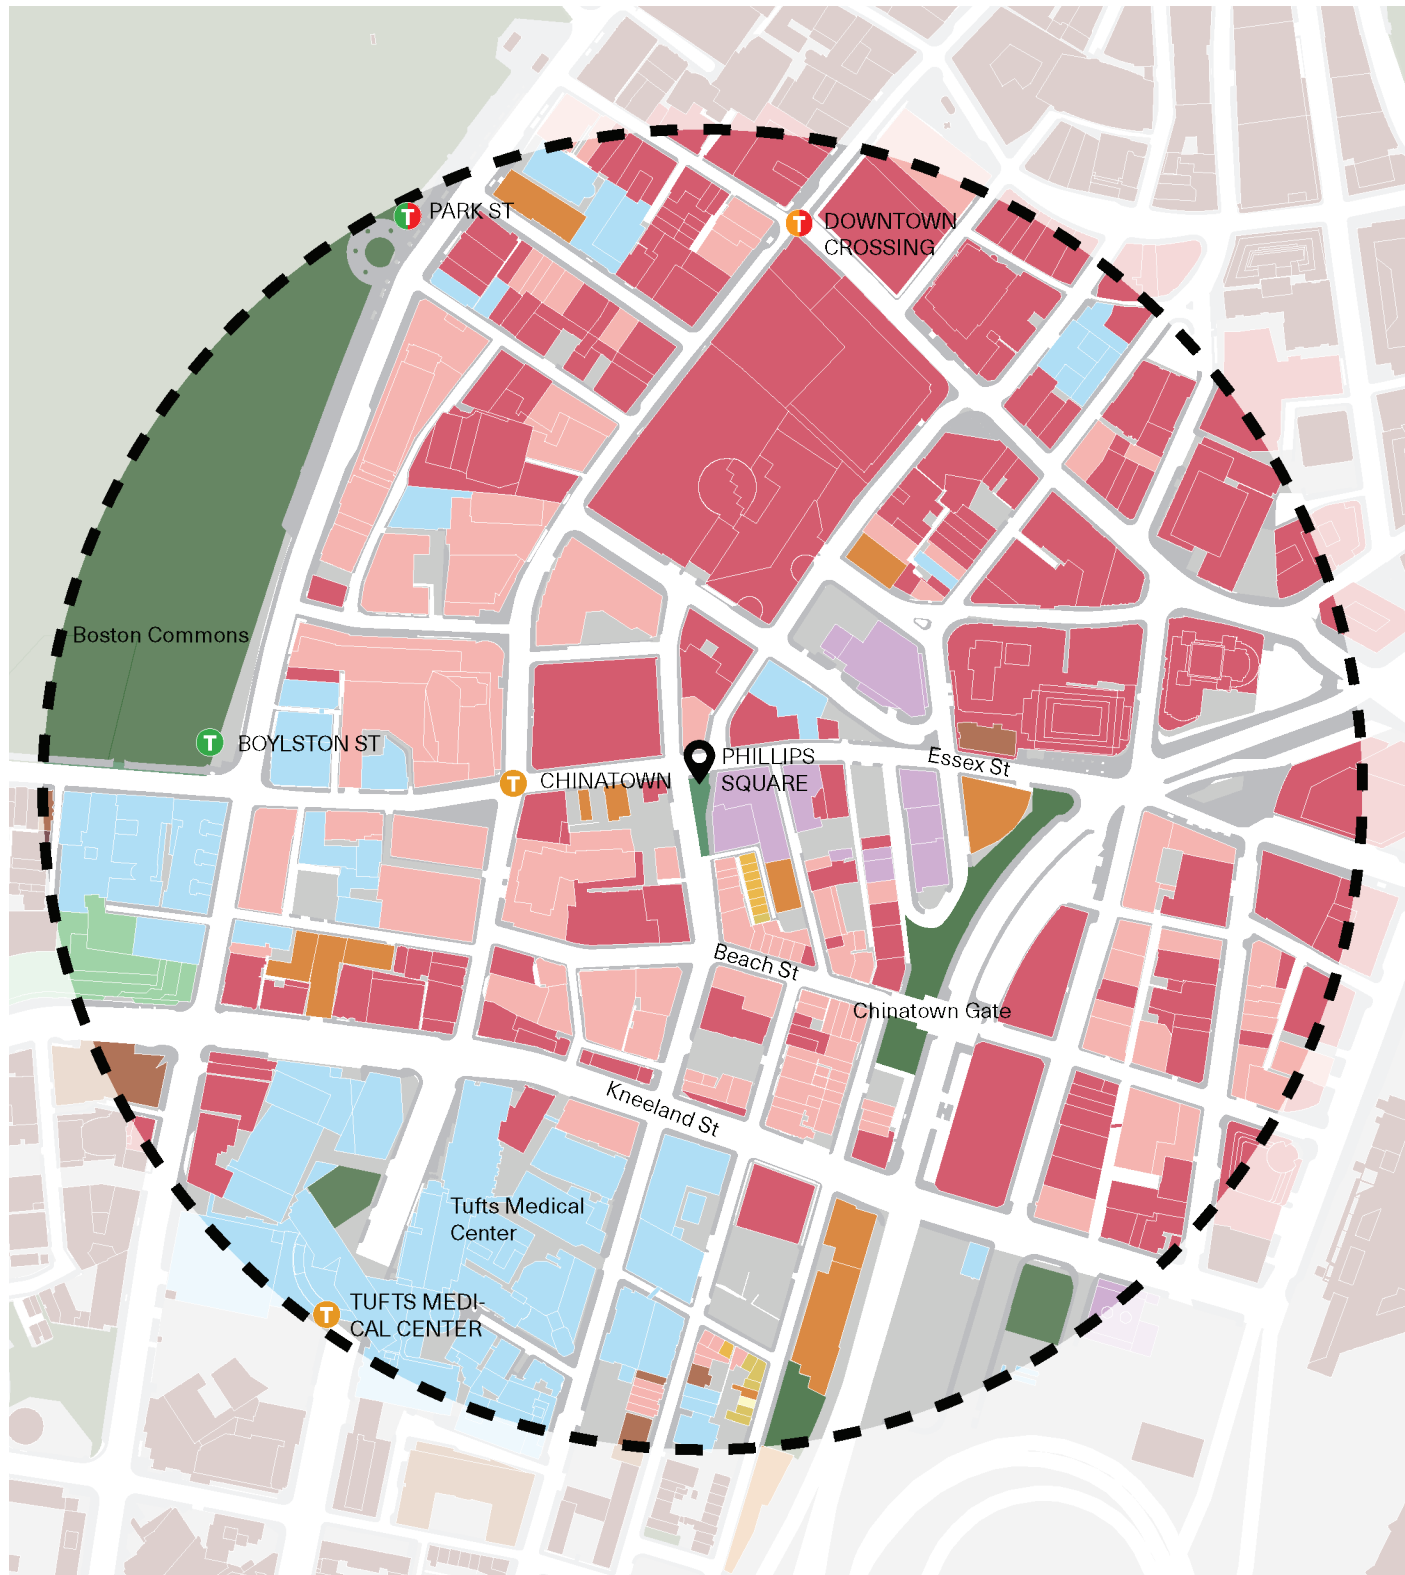 T PARK ST
T DOWNTOWN
CROSSING
Boston Commons
T BOYLSTON ST
T CHINATOWN
PHILLIPS
SQUARE
Essex St
Beach St
Chinatown Gate
Kneeland St
Tufts Medical
Center
T TUFTS MEDI-
CAL CENTER